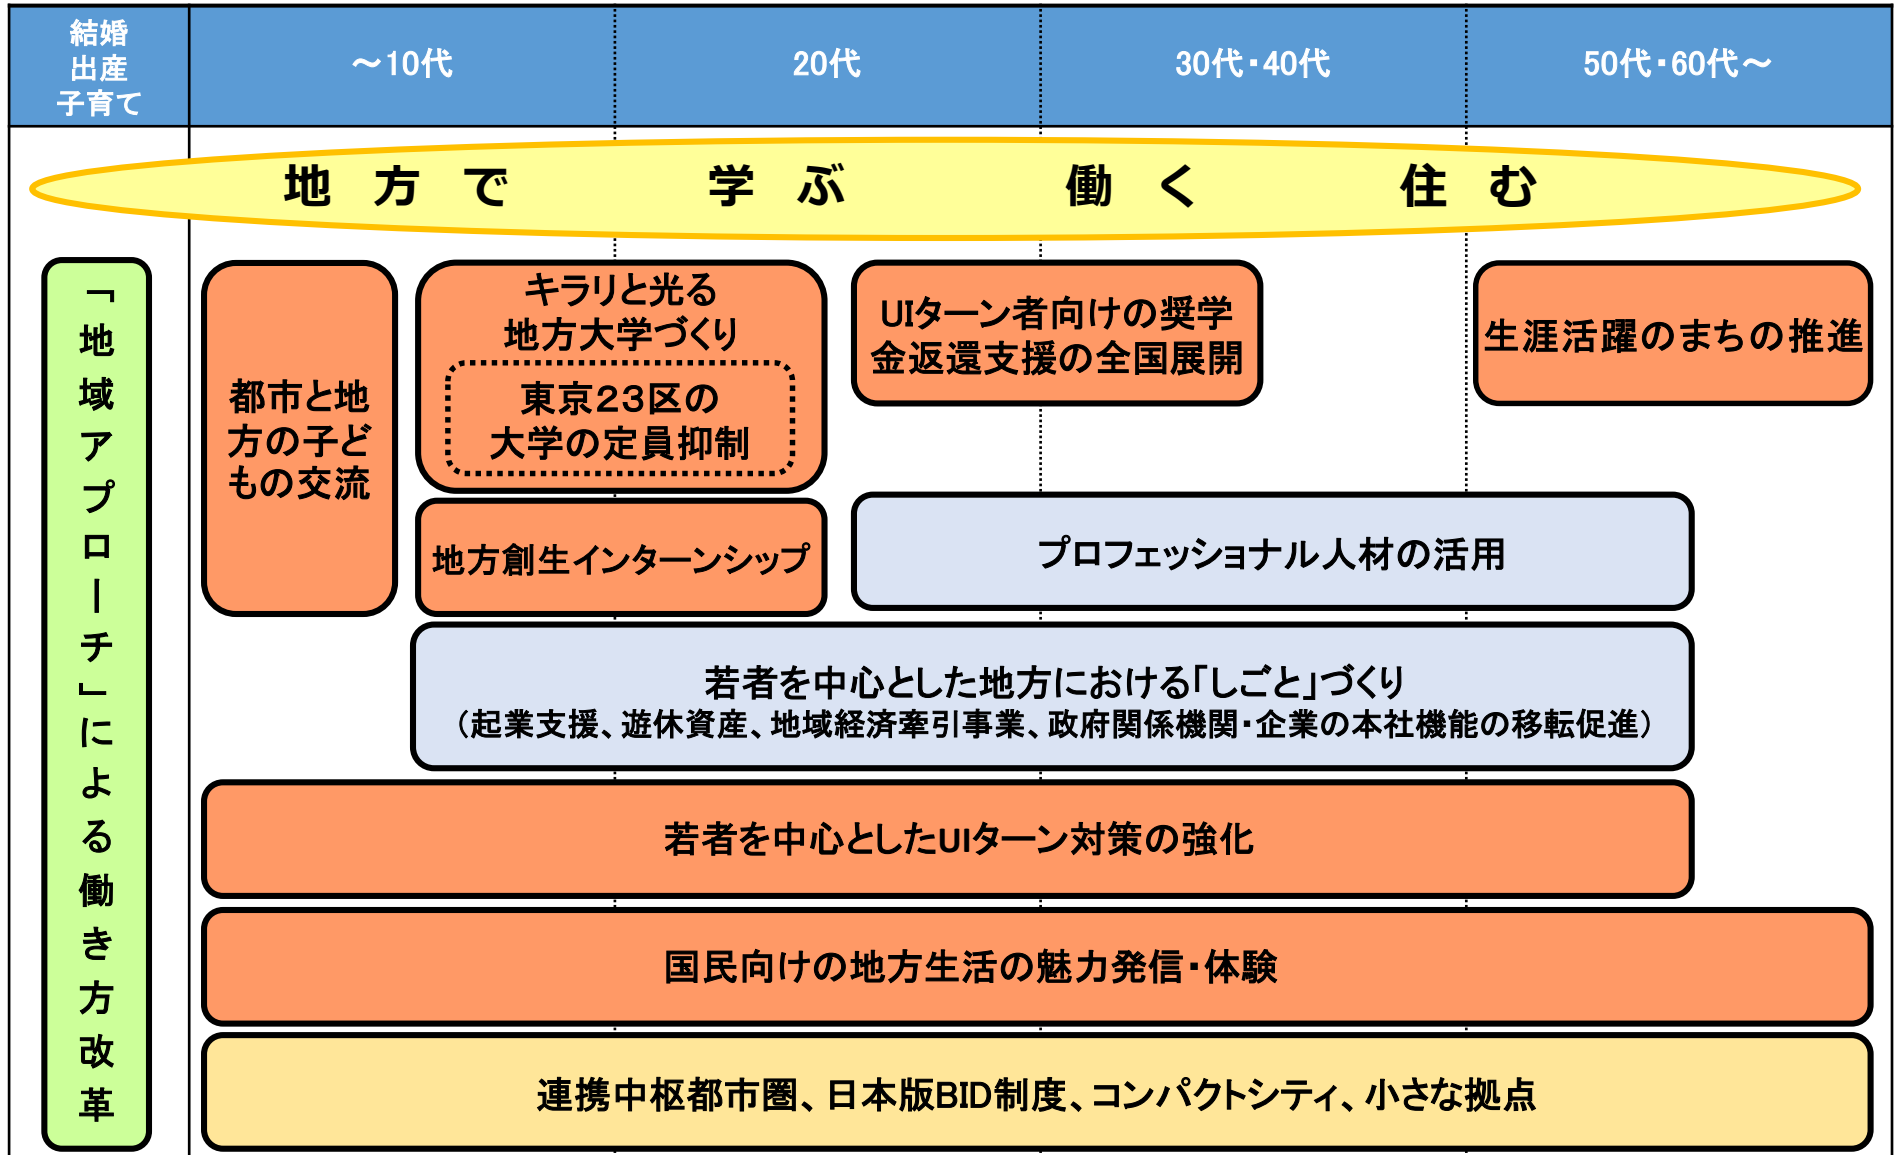 結婚
出産
子育て
～10代
20代
30代・40代
50代・60代～
地方で 学ぶ 働く 住む
「地域アプローチ」による働き方改革
都市と地
方の子ど
もの交流
キラリと光る
地方大学づくり
東京２３区の
大学の定員抑制
地方創生インターンシップ
UIターン者向けの奨学
金返還支援の全国展開
生涯活躍のまちの推進
プロフェッショナル人材の活用
若者を中心とした地方における「しごと」づくり
（起業支援、遊休資産、地域経済牽引事業、政府関係機関・企業の本社機能の移転促進）
若者を中心としたUIターン対策の強化
国民向けの地方生活の魅力発信・体験
連携中枢都市圏、日本版BID制度、コンパクトシティ、小さな拠点